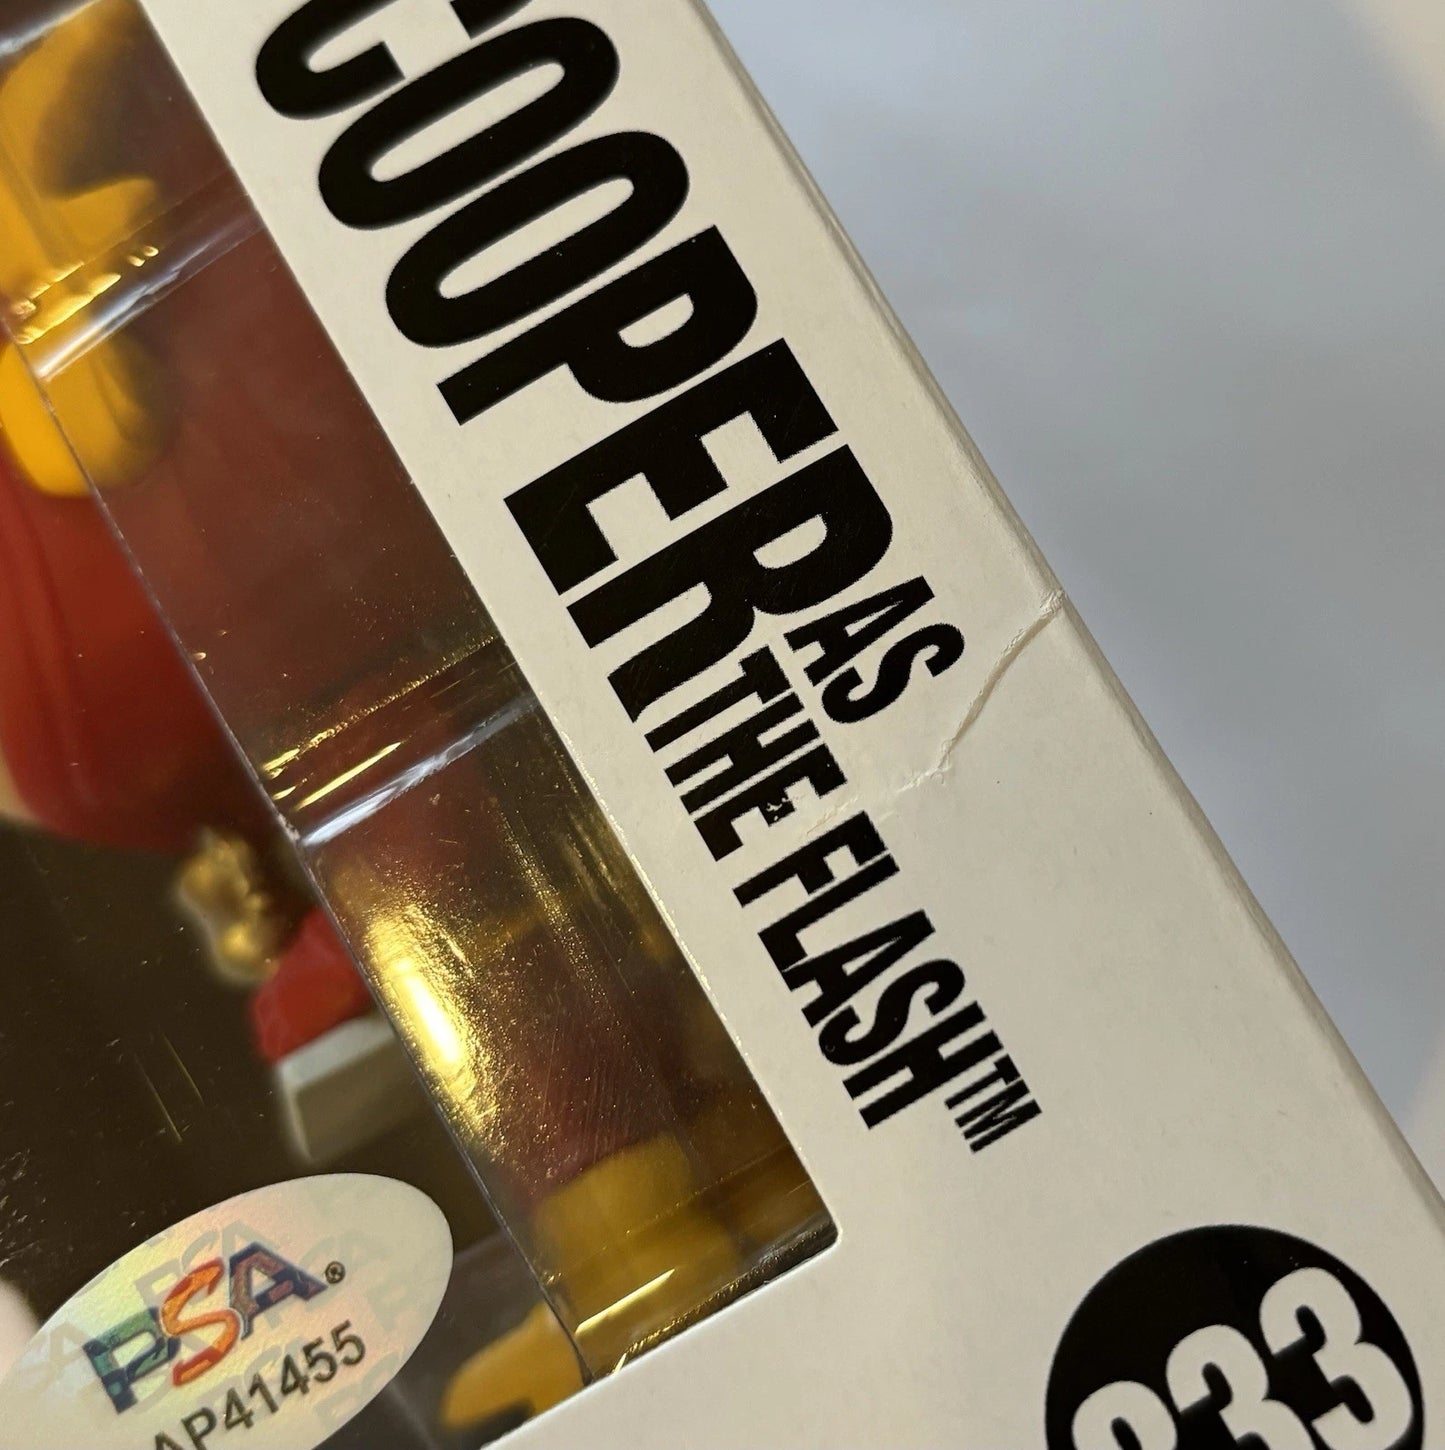 COOPER AS
THE FLASH™
PSA®
AP41455
833